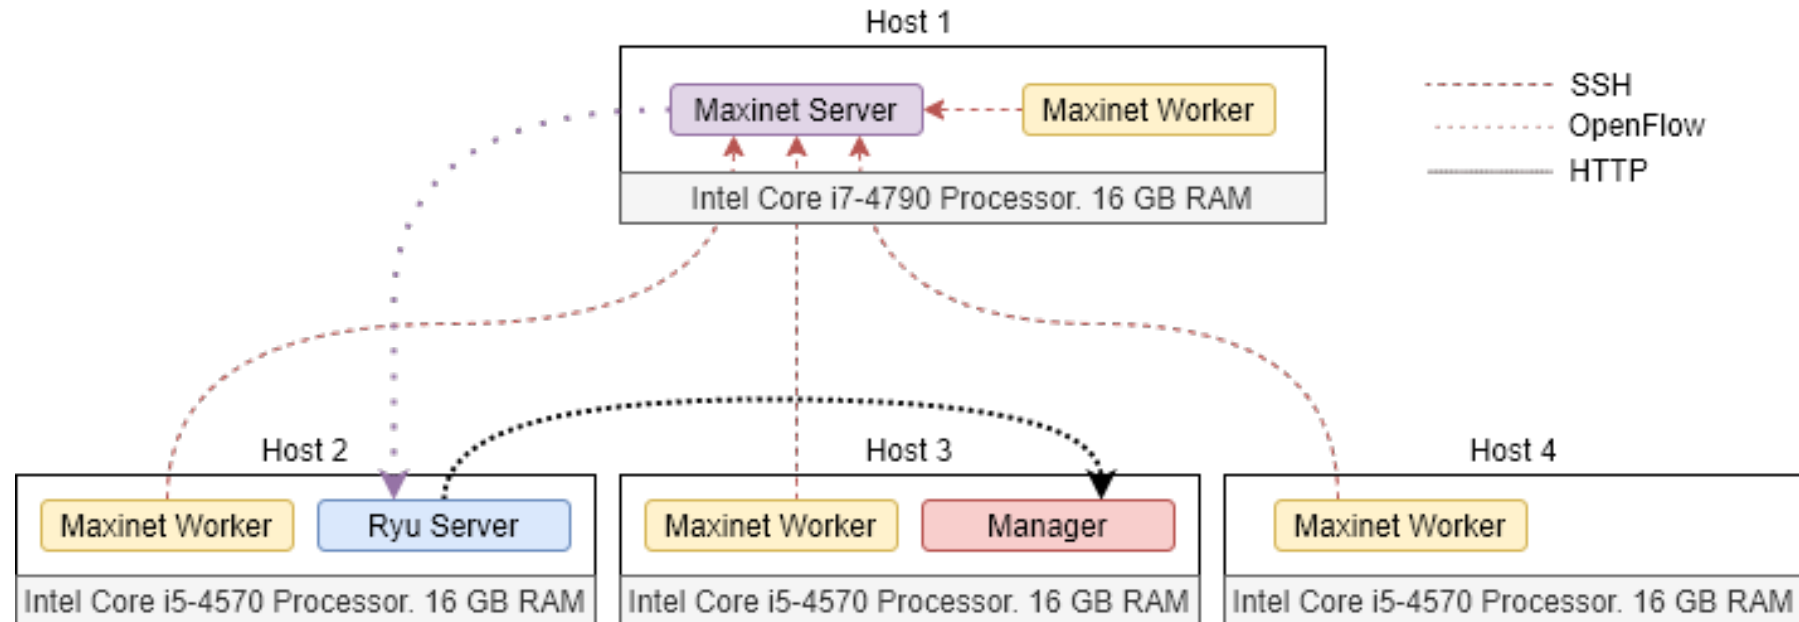 Host 1
Maxinet Server
Maxinet Worker
Intel Core i7-4790 Processor. 16 GB RAM
SSH
OpenFlow
HTTP
Host 2
Maxinet Worker
Ryu Server
Intel Core i5-4570 Processor. 16 GB RAM
Host 3
Maxinet Worker
Manager
Intel Core i5-4570 Processor. 16 GB RAM
Host 4
Maxinet Worker
Intel Core i5-4570 Processor. 16 GB RAM